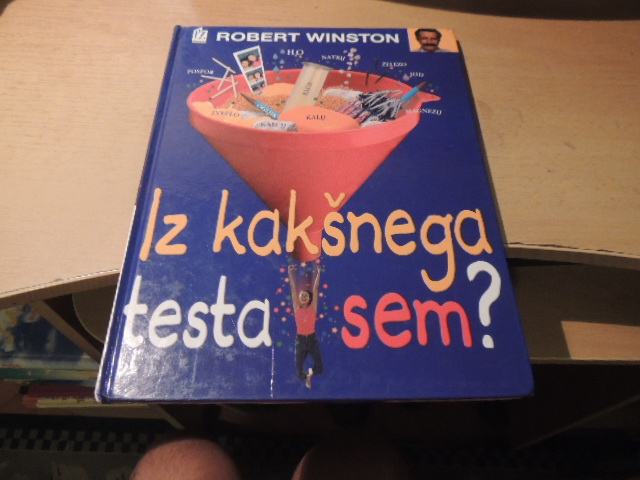 ROBERT WINSTON
H₂O
NATRIJ
FOSFOR
ŽELEZO
JOD
MAGNEZIJ
ŽVEPLO
KALCIJ
KALIJ
Iz kakšnega
testa sem?